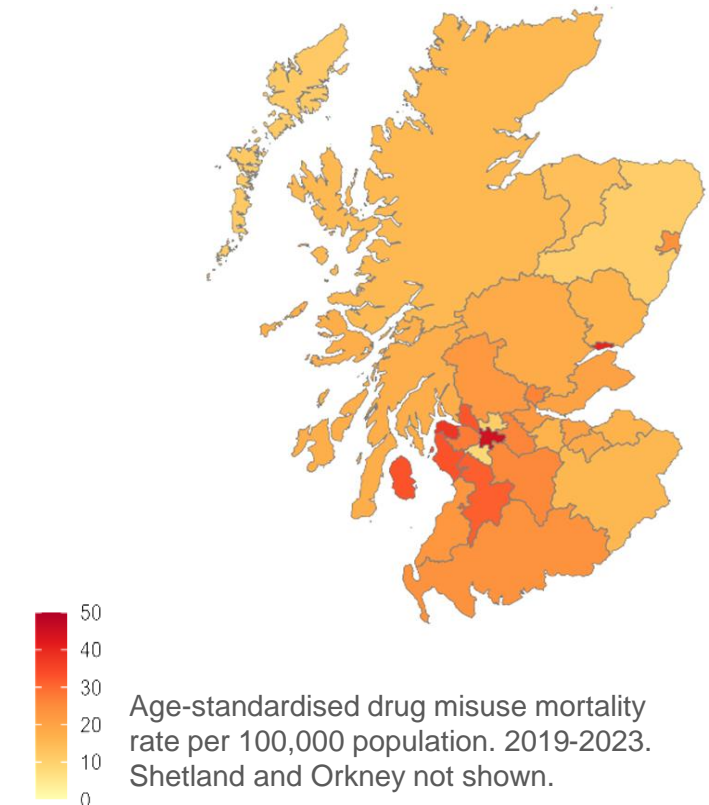 50
40
30
20
10
0
Age-standardised drug misuse mortality
rate per 100,000 population. 2019-2023.
Shetland and Orkney not shown.